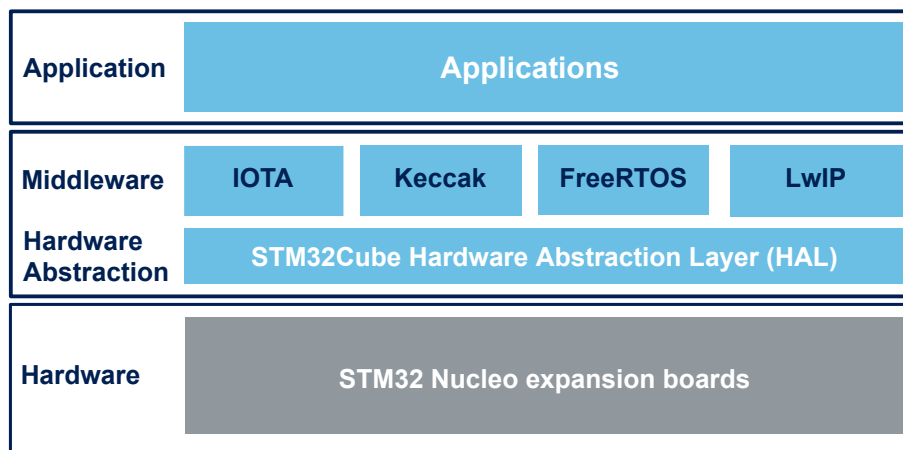 Application
Applications
Middleware
IOTA
Keccak
FreeRTOS
LwIP
Hardware
Abstraction
STM32Cube Hardware Abstraction Layer (HAL)
Hardware
STM32 Nucleo expansion boards